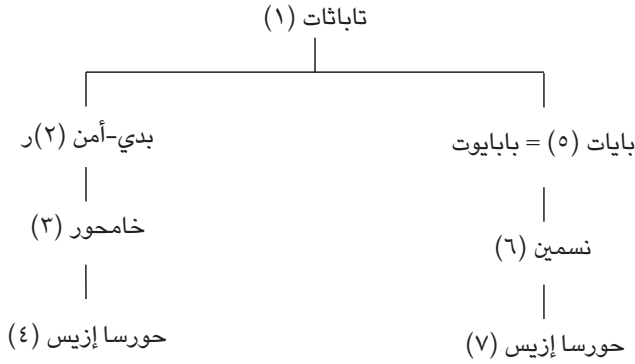 تاباثات (١)
بايات (٥) = بابايوت
بدي-أمن (٢)ر
نسمين (٦)
خامحور (٣)
حورسا إزيس (٧)
حورسا إزيس (٤)